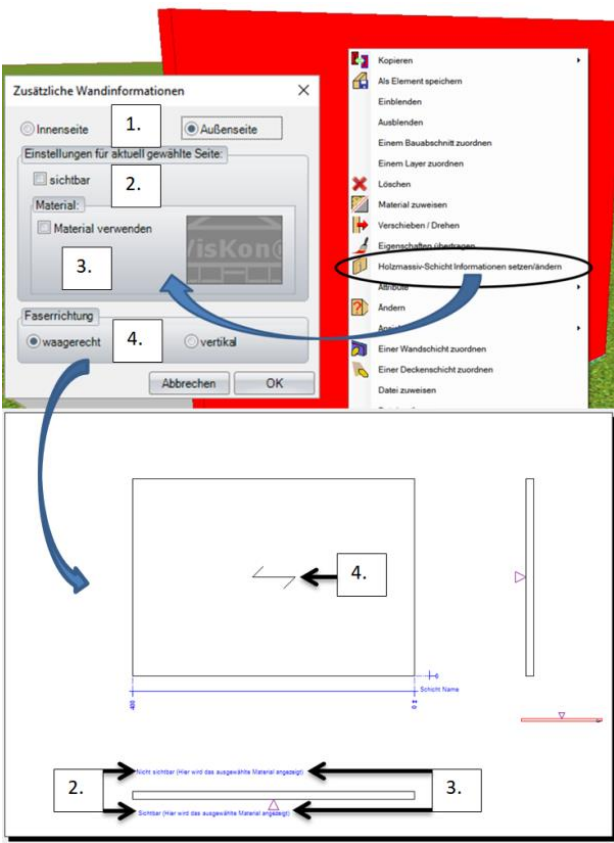 Zusätzliche Wandinformationen
1.
Innenseite
Außenseite
Einstellungen für aktuell gewählte Seite:
sichtbar
2.
Material:
Material verwenden
3.
VisKon®
Faserrichtung
waagerecht
4.
vertikal
Abbrechen
OK
Kopieren
Als Element speichern
Einblenden
Ausblenden
Einem Bauabschnitt zuordnen
Einem Layer zuordnen
Löschen
Material zuweisen
Verschieben / Drehen
Eigenschaften übertragen
Holzmassiv-Schicht Informationen setzen/ändern
Attribute
Ändern
Einer Wandschicht zuordnen
Einer Deckenschicht zuordnen
Datei zuweisen
4.
Schicht Name
400
Nicht sichtbar (Hier wird das ausgewählte Material angezeigt)
2.
3.
Sichtbar (Hier wird das ausgewählte Material angezeigt)